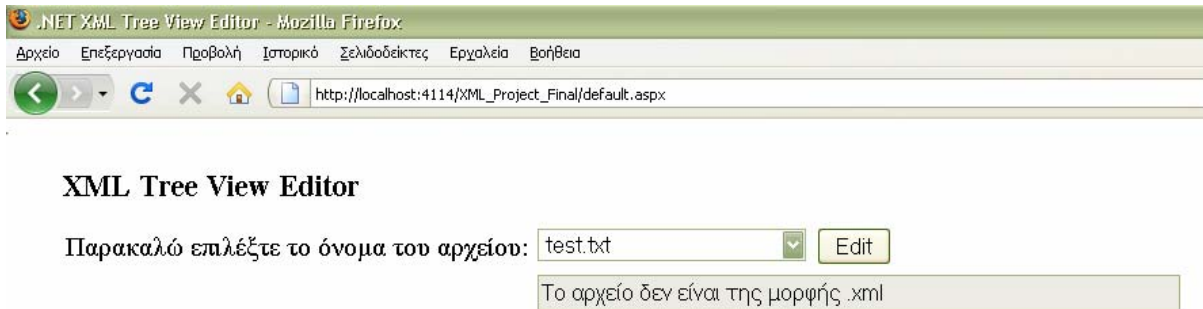 .NET XML Tree View Editor - Mozilla Firefox
Αρχείο Επεξεργασία Προβολή Ιστορικό Σελιδοδείκτες Εργαλεία Βοήθεια
http://localhost:4114/XML_Project_Final/default.aspx
XML Tree View Editor
Παρακαλώ επιλέξτε το όνομα του αρχείου: test.txt Edit
Το αρχείο δεν είναι της μορφής .xml